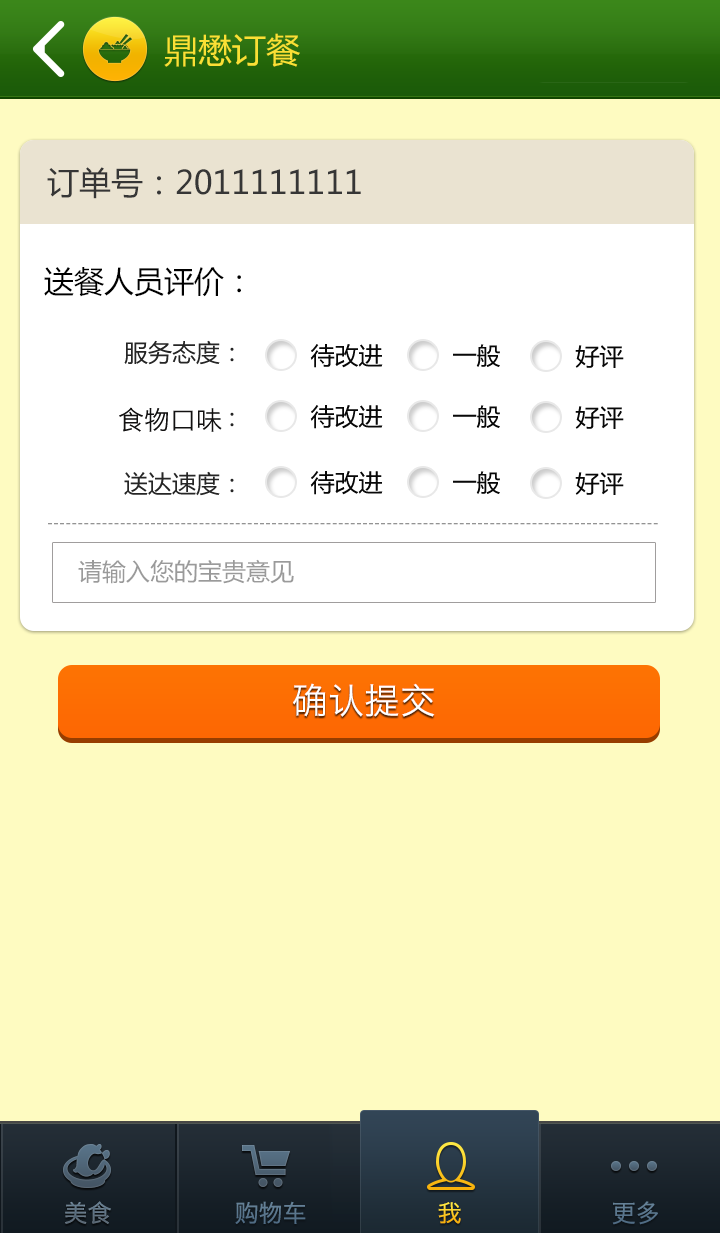 鼎懋订餐
订单号：2011111111
送餐人员评价：
服务态度： 待改进 一般 好评
食物口味： 待改进 一般 好评
送达速度： 待改进 一般 好评
请输入您的宝贵意见
确认提交
美食 购物车 我 更多